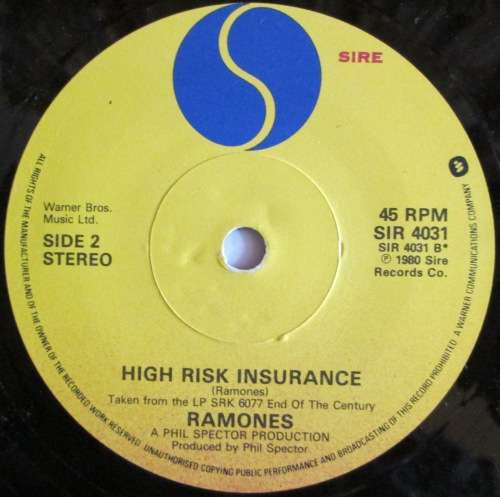 SIRE
Warner Bros.
Music Ltd.
SIDE 2
STEREO
45 RPM
SIR 4031
SIR 4031 B*
℗ 1980 Sire
Records Co.
HIGH RISK INSURANCE
(Ramones)
Taken from the LP SRK 6077 End Of The Century
RAMONES
A PHIL SPECTOR PRODUCTION
Produced by Phil Spector
ALL RIGHTS OF THE MANUFACTURER AND OF THE OWNER OF THE RECORDED WORK RESERVED. UNAUTHORISED COPYING PUBLIC PERFORMANCE AND BROADCASTING OF THIS RECORD PROHIBITED. A WARNER COMMUNICATIONS COMPANY